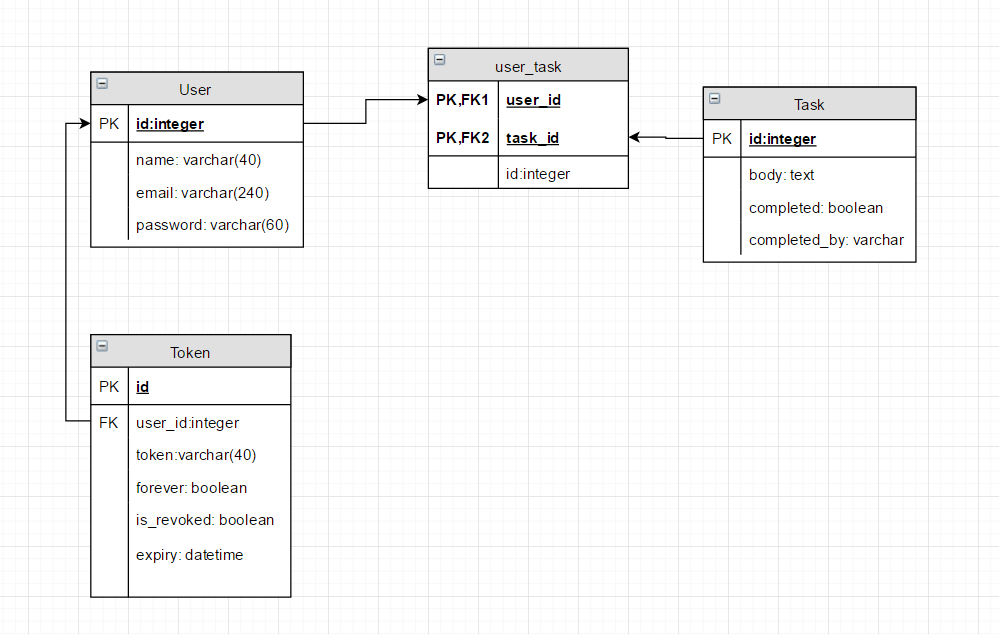 User
PK id:integer
name: varchar(40)
email: varchar(240)
password: varchar(60)
user_task
PK,FK1 user_id
PK,FK2 task_id
id:integer
Task
PK id:integer
body: text
completed: boolean
completed_by: varchar
Token
PK id
FK user_id:integer
token:varchar(40)
forever: boolean
is_revoked: boolean
expiry: datetime